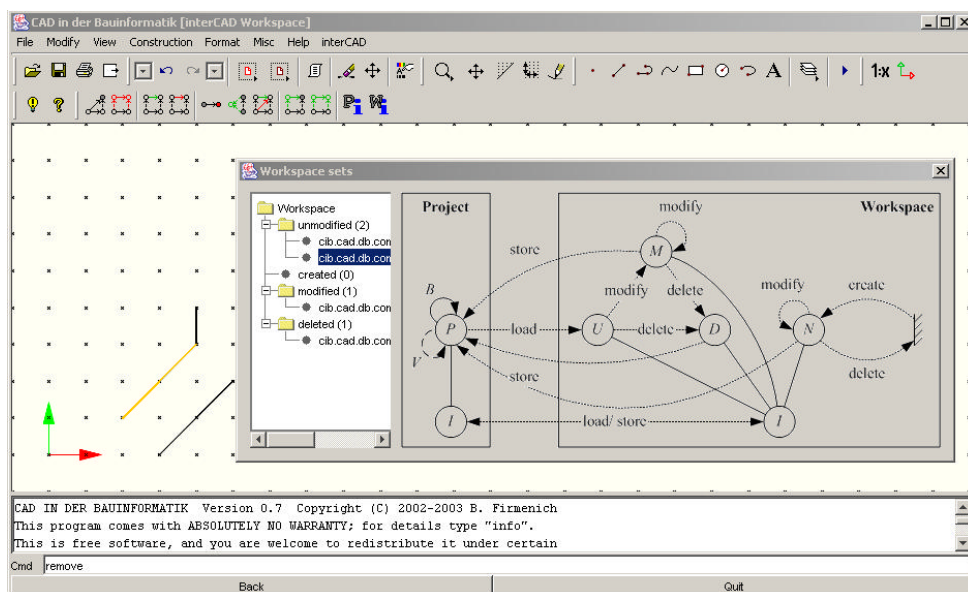 CAD in der Bauinformatik [interCAD Workspace]
File Modify View Construction Format Misc Help interCAD
A 1:x
? P i W i
Workspace sets
Workspace
unmodified (2)
cib.cad.db.con
cib.cad.db.con
created (0)
modified (1)
cib.cad.db.con
deleted (1)
cib.cad.db.con
Project Workspace
modify
store M
B modify delete modify create
P load U delete D N
V
store delete
I load/ store I
CAD IN DER BAUINFORMATIK Version 0.7 Copyright (C) 2002-2003 B. Firmenich
This program comes with ABSOLUTELY NO WARRANTY; for details type "info".
This is free software, and you are welcome to redistribute it under certain
Cmd remove
Back Quit